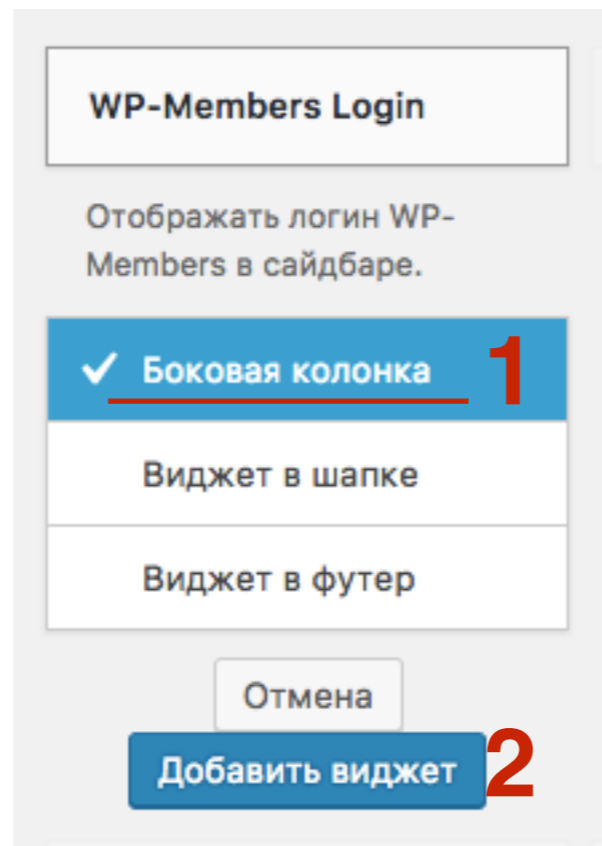 WP-Members Login
Отображать логин WP-
Members в сайдбаре.
Боковая колонка 1
Виджет в шапке
Виджет в футер
Отмена
Добавить виджет 2